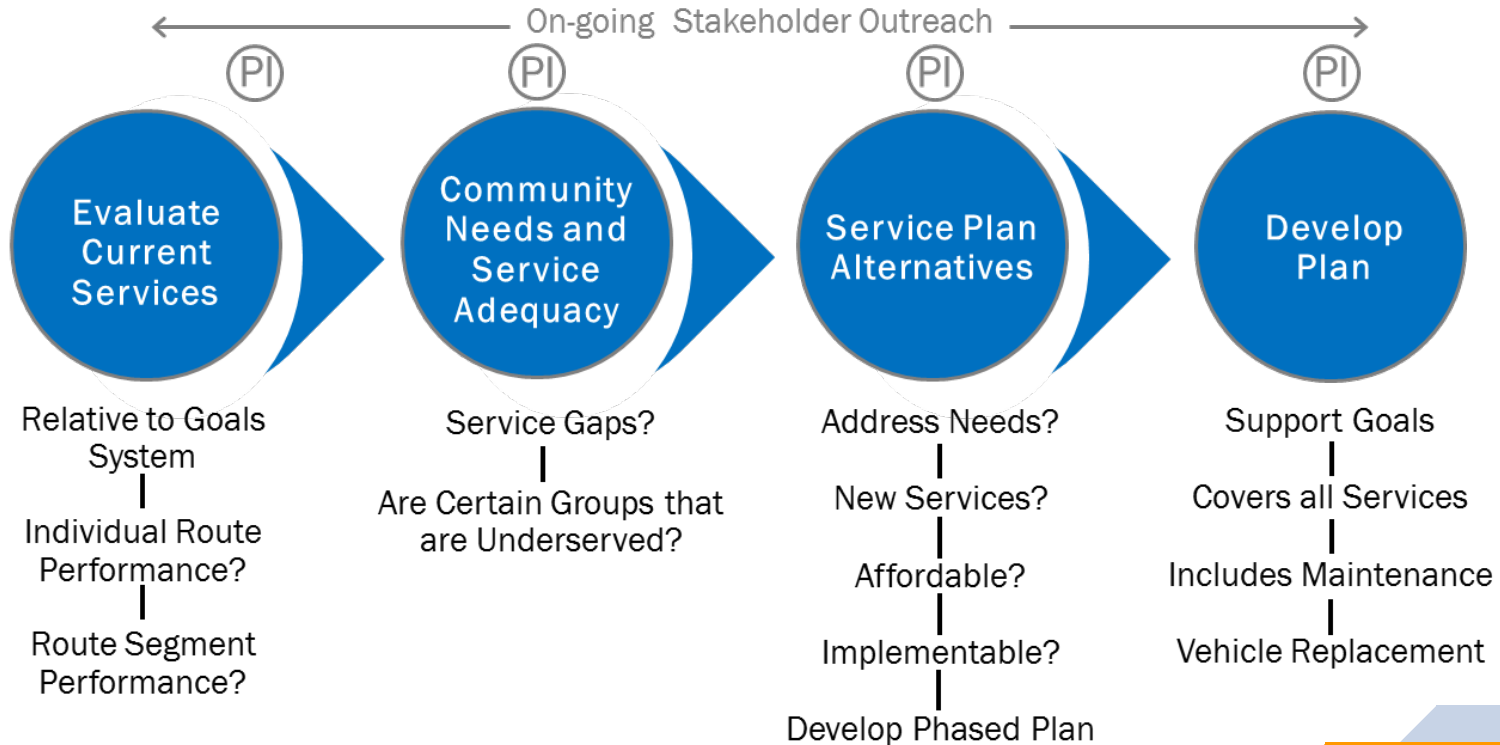 On-going Stakeholder Outreach
PI
PI
PI
PI
Evaluate
Current
Services
Community
Needs and
Service
Adequacy
Service Plan
Alternatives
Develop
Plan
Relative to Goals
System
Individual Route
Performance?
Route Segment
Performance?
Service Gaps?
Are Certain Groups that
are Underserved?
Address Needs?
New Services?
Affordable?
Implementable?
Develop Phased Plan
Support Goals
Covers all Services
Includes Maintenance
Vehicle Replacement